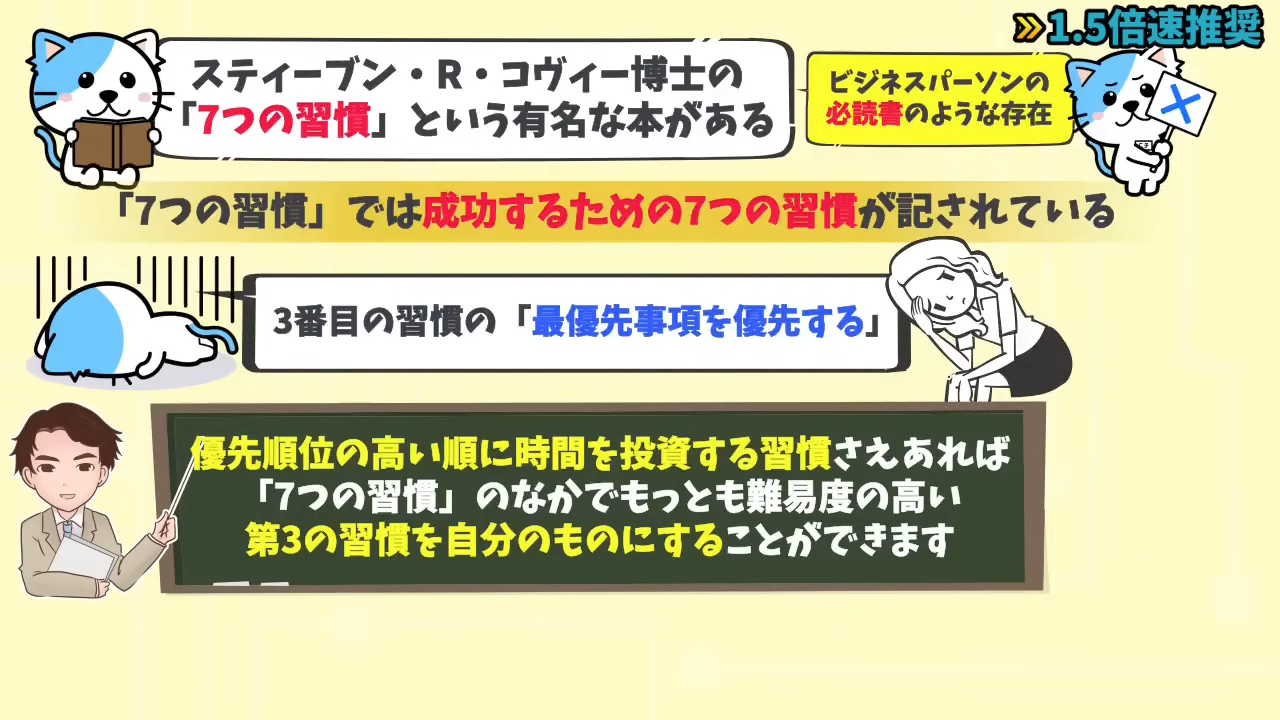 1.5倍速推奨
スティーブン・R・コヴィー博士の
「7つの習慣」という有名な本がある
ビジネスパーソンの
必読書のような存在
「7つの習慣」では成功するための7つの習慣が記されている
3番目の習慣の「最優先事項を優先する」
優先順位の高い順に時間を投資する習慣さえあれば
「7つの習慣」のなかでもっとも難易度の高い
第3の習慣を自分のものにすることができます